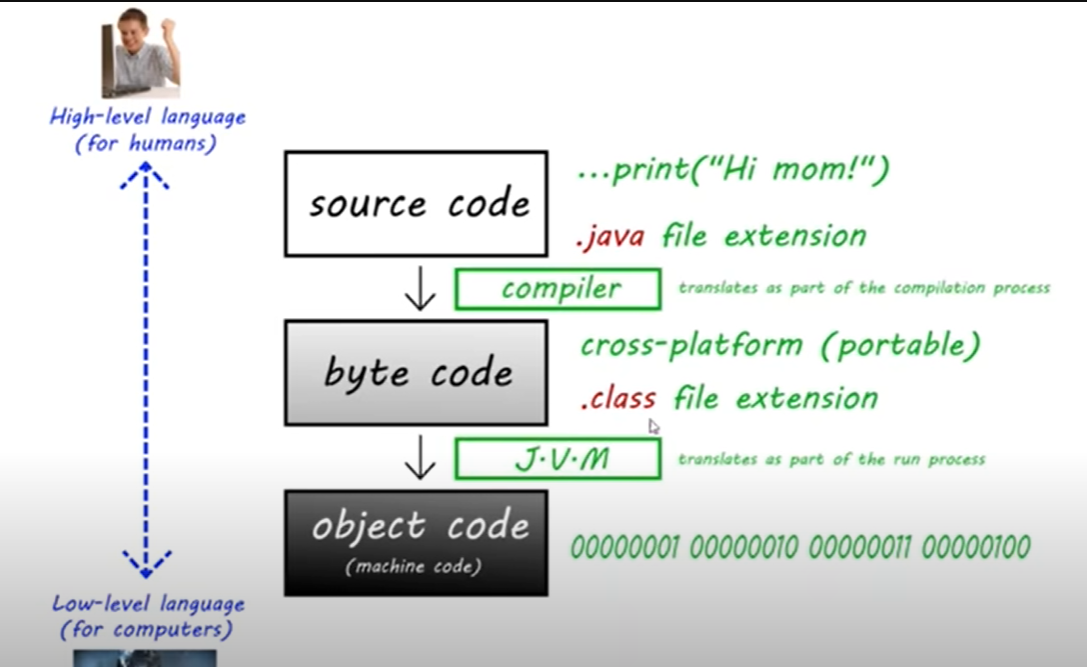 High-level language
(for humans)
source code
...print("Hi mom!")
.java file extension
compiler
translates as part of the compilation process
byte code
cross-platform (portable)
.class file extension
J.V.M
translates as part of the run process
object code
(machine code)
00000001 00000010 00000011 00000100
Low-level language
(for computers)